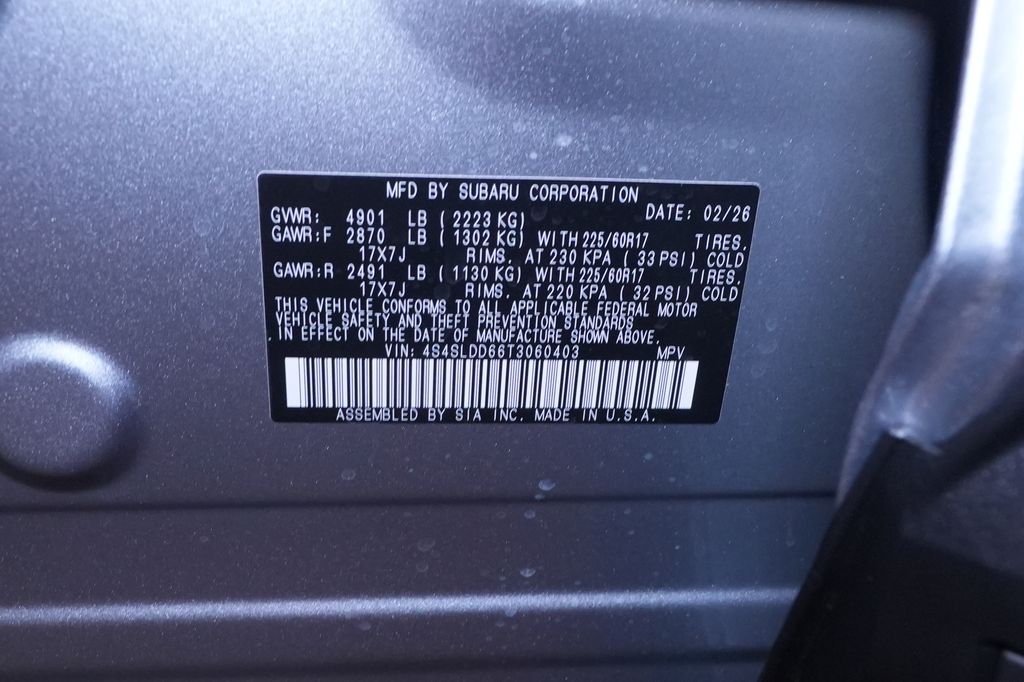 MFD BY SUBARU CORPORATION
DATE: 02/26
GVWR: 4901 LB (2223 KG)
GAWR:F 2870 LB (1302 KG) WITH 225/60R17 TIRES,
17X7J RIMS, AT 230 KPA (33 PSI) COLD
GAWR:R 2491 LB (1130 KG) WITH 225/60R17 TIRES,
17X7J RIMS, AT 220 KPA (32 PSI) COLD
THIS VEHICLE CONFORMS TO ALL APPLICABLE FEDERAL MOTOR
VEHICLE SAFETY AND THEFT PREVENTION STANDARDS
IN EFFECT ON THE DATE OF MANUFACTURE SHOWN ABOVE.
VIN: 4S4SLDD66T3060403 MPV
ASSEMBLED BY SIA INC. MADE IN U.S.A.